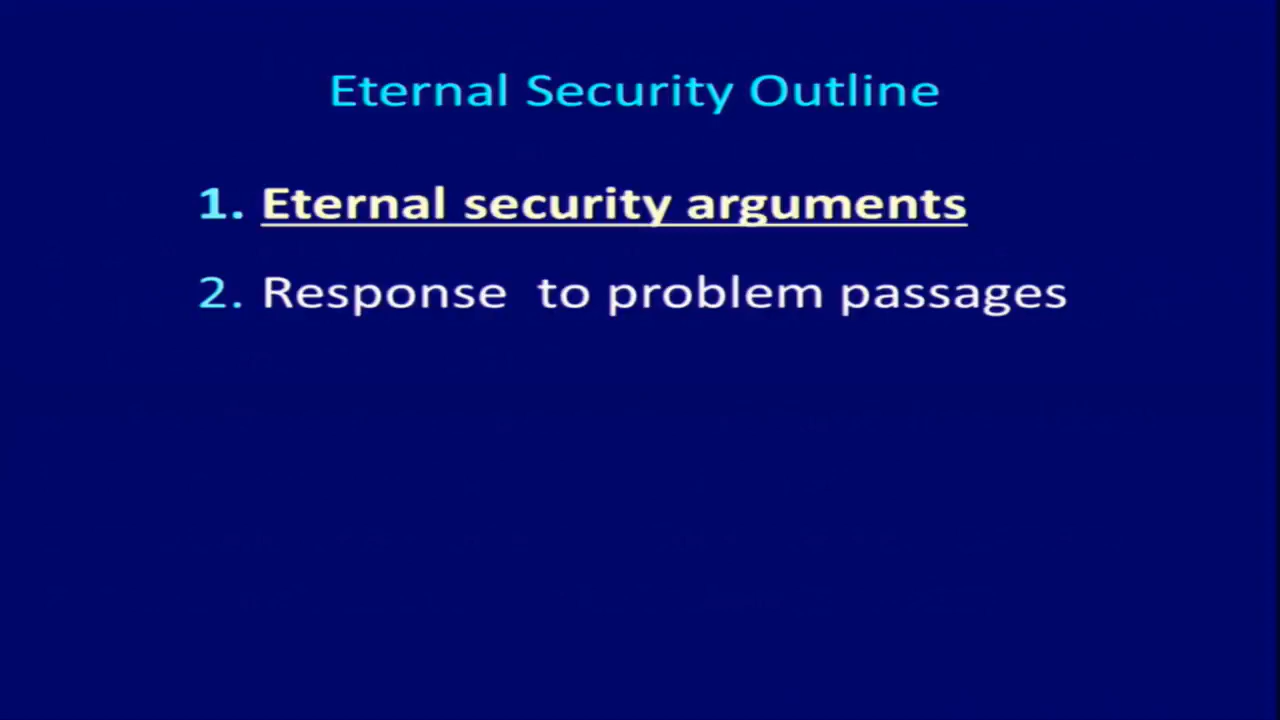 Eternal Security Outline
1. Eternal security arguments
2. Response to problem passages